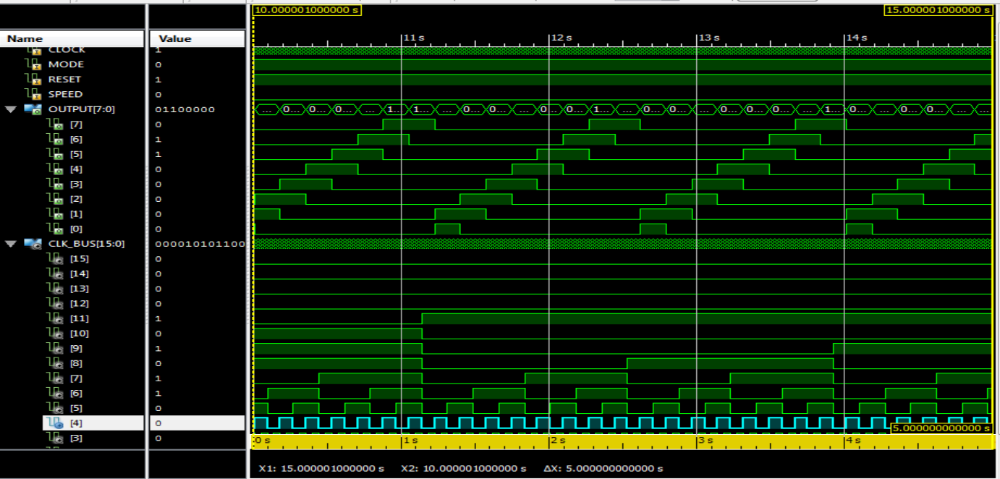 10.000001000000 s 15.000001000000 s
Name Value 11 s 12 s 13 s 14 s
CLOCK 1
MODE 0
RESET 1
SPEED 0
OUTPUT[7:0] 01100000 ... 0... 0... 0... ... 1... 1... ... 0... 0... ... 0... 0... 1... ... 0... 0... ... 0... 0... 0... ... 1... 0... ... 0... 0... ... ...
[7] 0
[6] 1
[5] 1
[4] 0
[3] 0
[2] 0
[1] 0
[0] 0
CLK_BUS[15:0] 000010101100
[15] 0
[14] 0
[13] 0
[12] 0
[11] 1
[10] 0
[9] 1
[8] 0
[7] 1
[6] 1
[5] 0
[4] 0
5.000000000000 s
[3] 0
0 s 1 s 2 s 3 s 4 s
X1: 15.000001000000 s X2: 10.000001000000 s ΔX: 5.000000000000 s